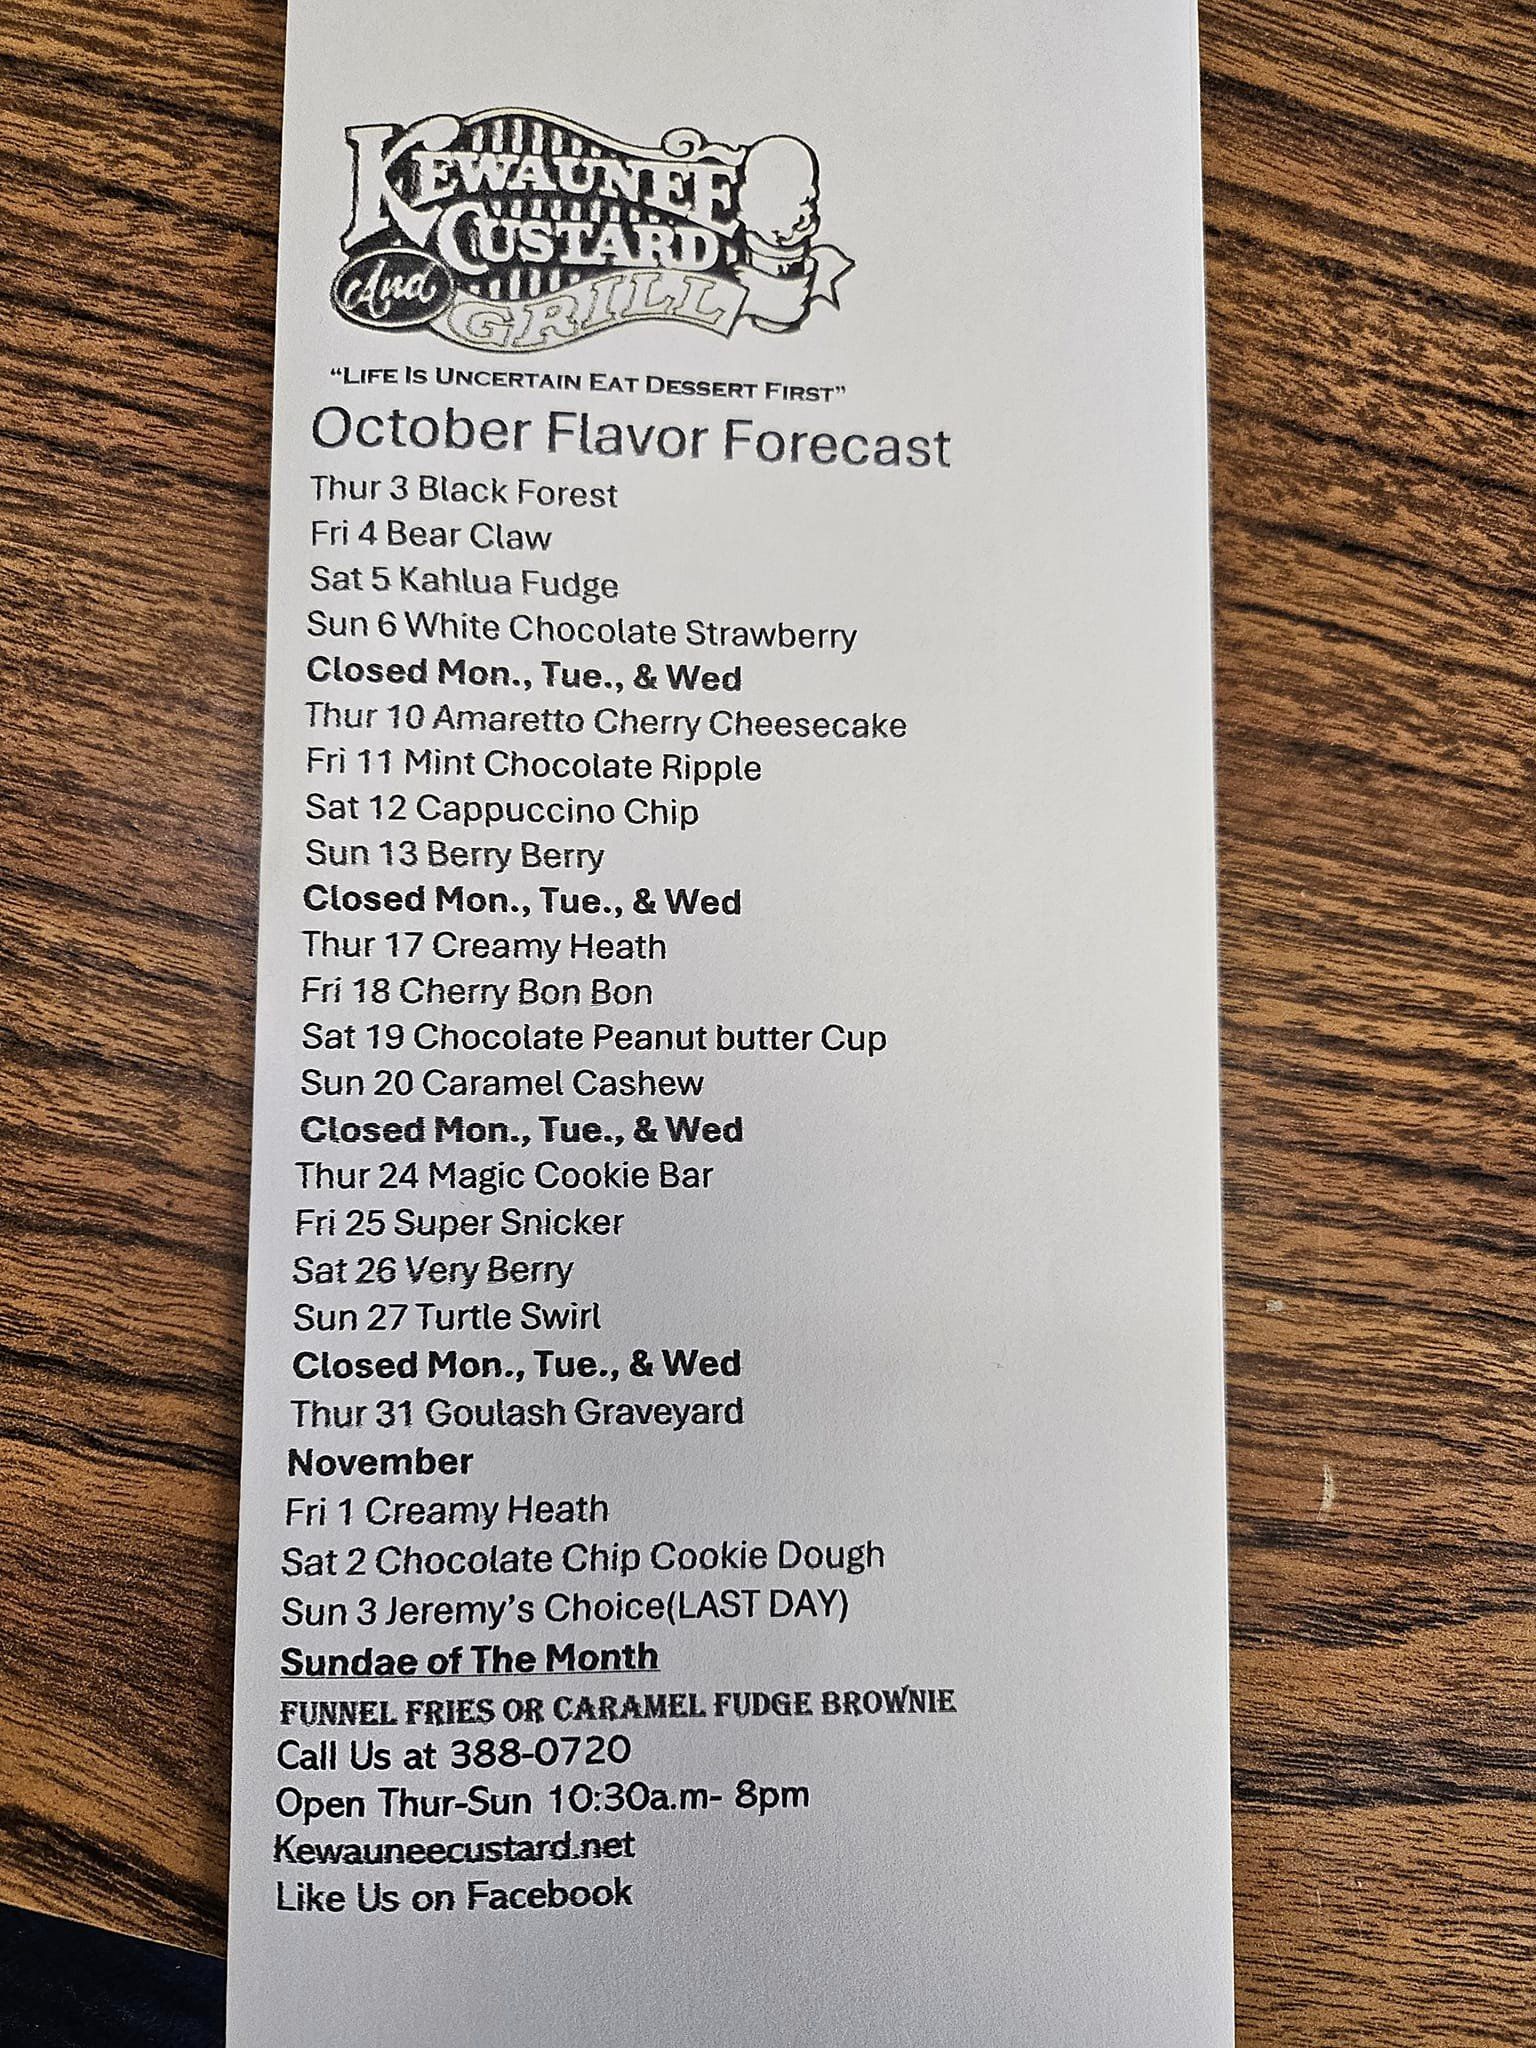 KEWAUNEE
CUSTARD
And
GRILL
“LIFE IS UNCERTAIN EAT DESSERT FIRST”
October Flavor Forecast
Thur 3 Black Forest
Fri 4 Bear Claw
Sat 5 Kahlua Fudge
Sun 6 White Chocolate Strawberry
Closed Mon., Tue., & Wed
Thur 10 Amaretto Cherry Cheesecake
Fri 11 Mint Chocolate Ripple
Sat 12 Cappuccino Chip
Sun 13 Berry Berry
Closed Mon., Tue., & Wed
Thur 17 Creamy Heath
Fri 18 Cherry Bon Bon
Sat 19 Chocolate Peanut butter Cup
Sun 20 Caramel Cashew
Closed Mon., Tue., & Wed
Thur 24 Magic Cookie Bar
Fri 25 Super Snicker
Sat 26 Very Berry
Sun 27 Turtle Swirl
Closed Mon., Tue., & Wed
Thur 31 Goulash Graveyard
November
Fri 1 Creamy Heath
Sat 2 Chocolate Chip Cookie Dough
Sun 3 Jeremy’s Choice(LAST DAY)
Sundae of The Month
FUNNEL FRIES OR CARAMEL FUDGE BROWNIE
Call Us at 388-0720
Open Thur-Sun 10:30a.m- 8pm
Kewauneecustard.net
Like Us on Facebook